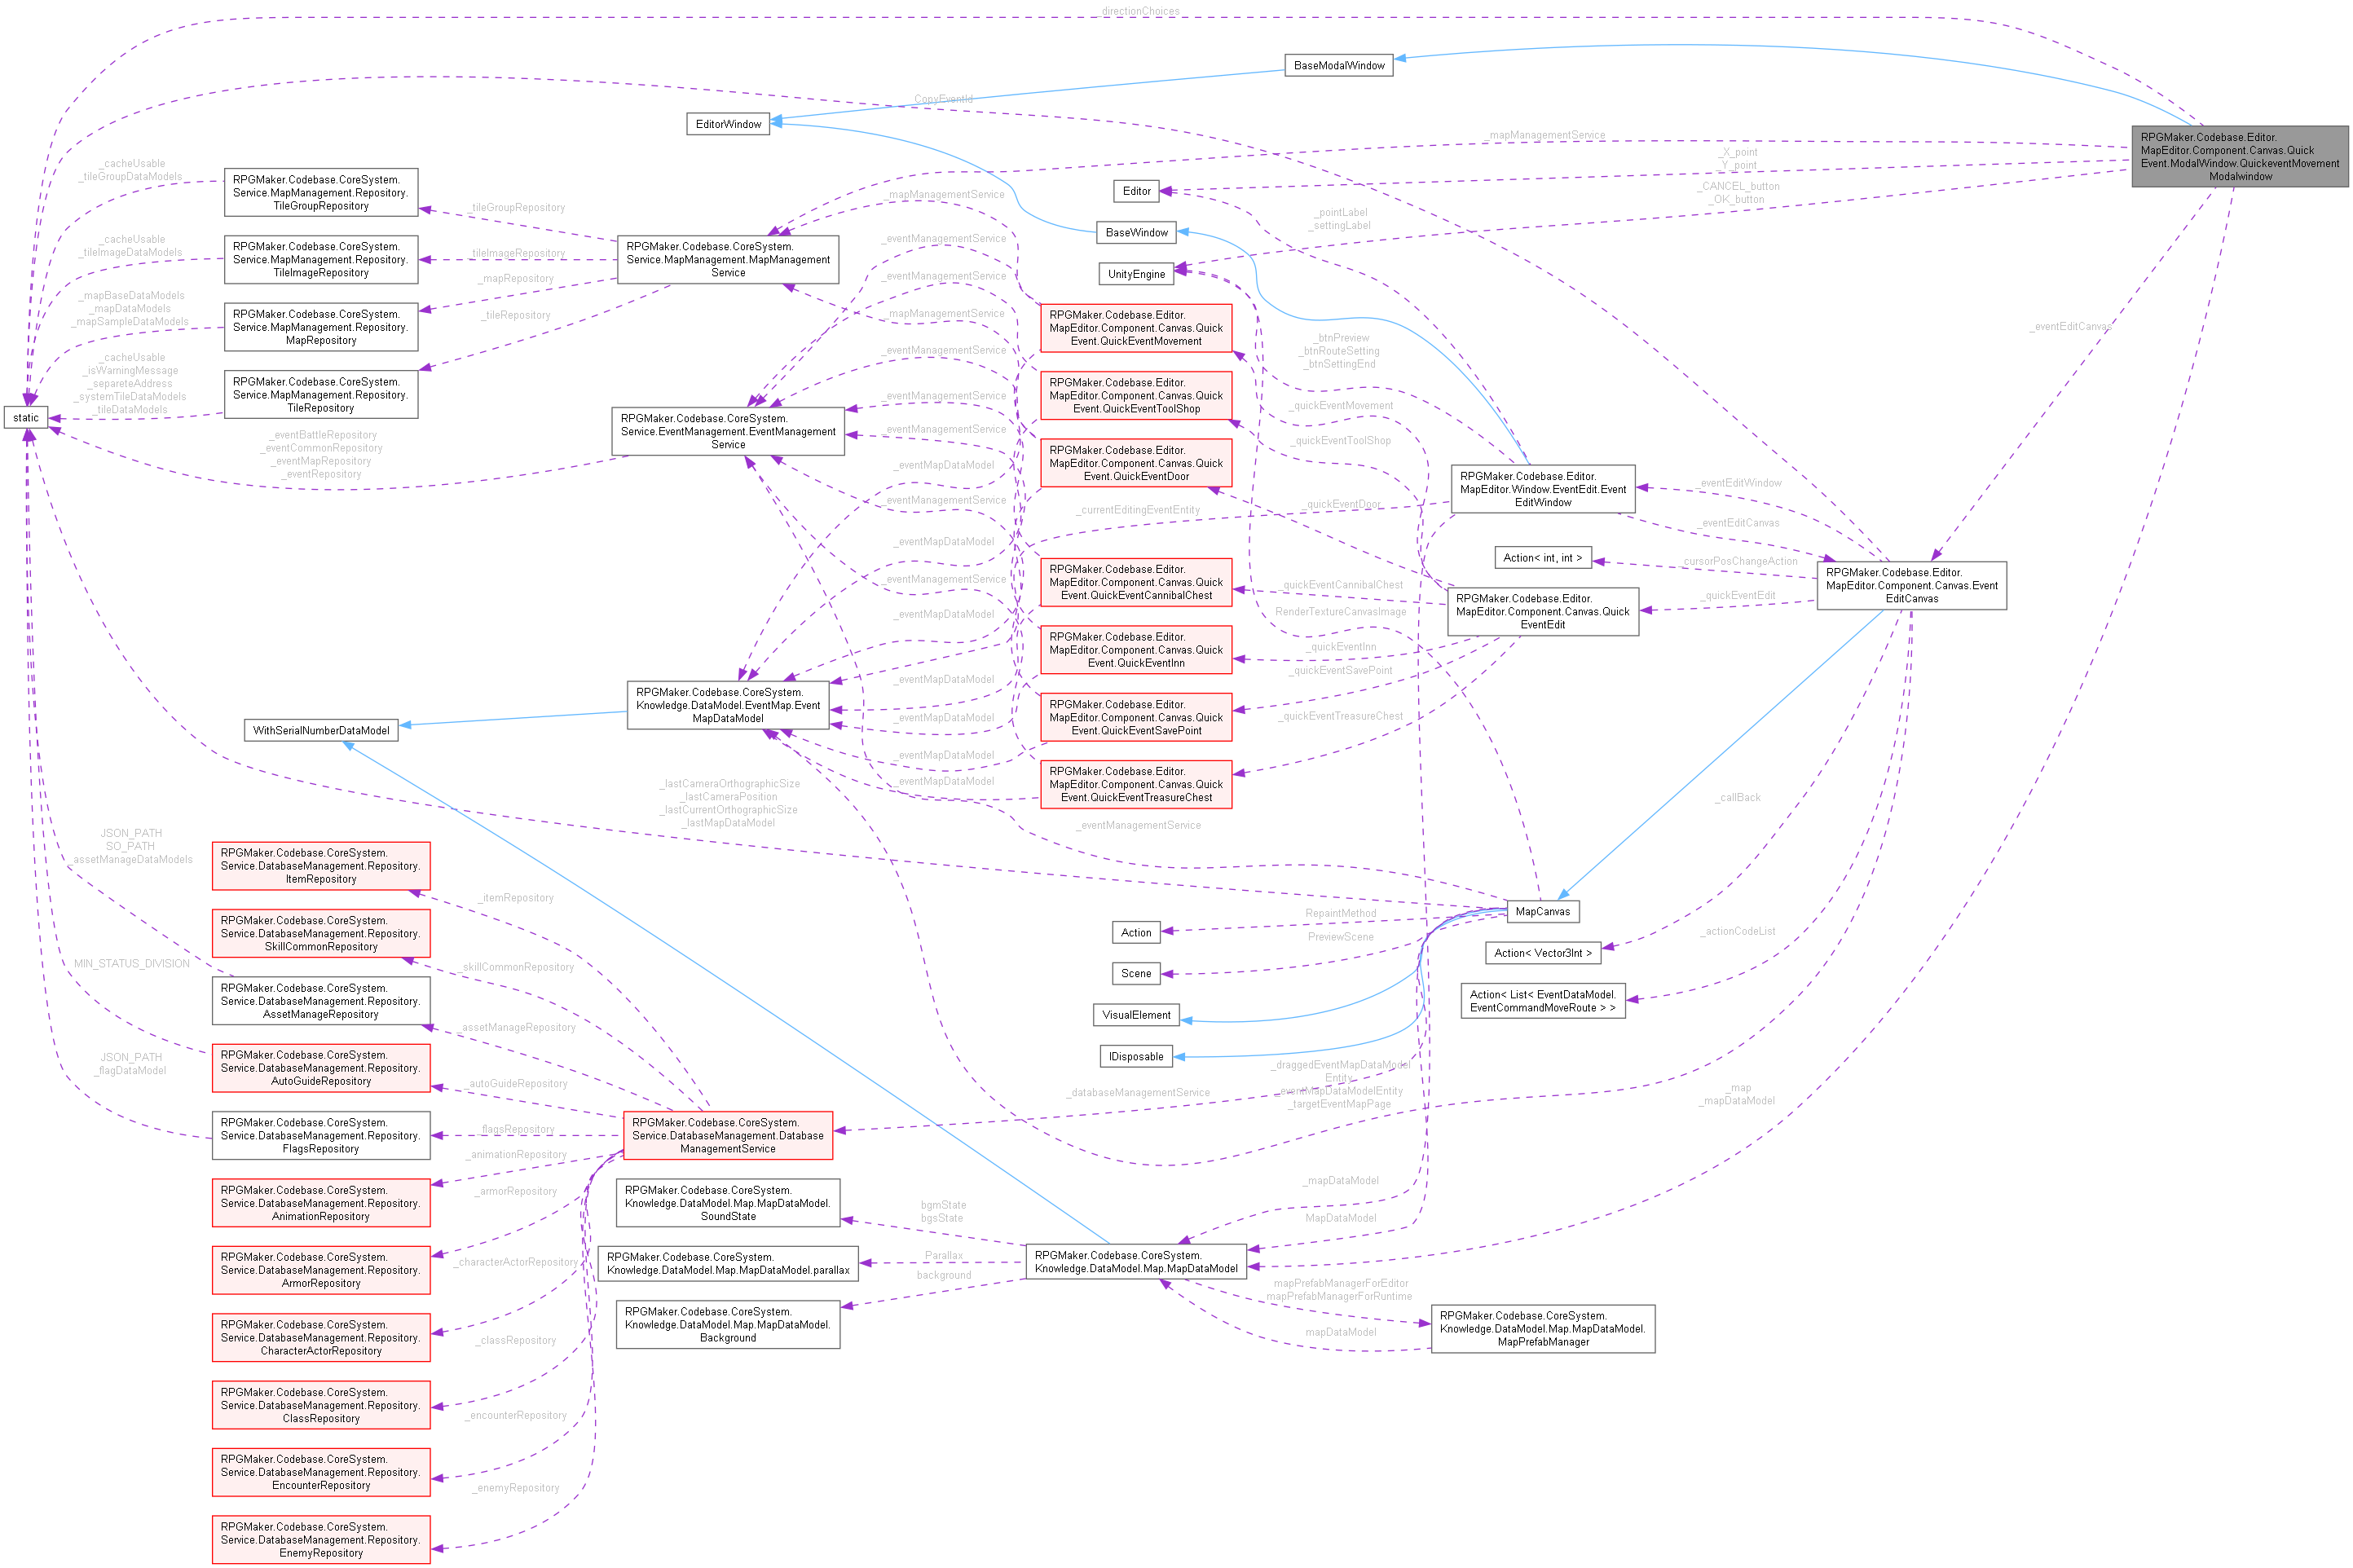 _directionChoices
BaseModalWindow
CopyEventId
EditorWindow
_mapManagementService
RPGMaker.Codebase.Editor.
MapEditor.Component.Canvas.Quick
Event.ModalWindow.QuickeventMovement
Modalwindow
_X_point
_Y_point
_CANCEL_button
_OK_button
_cacheUsable
_tileGroupDataModels
RPGMaker.Codebase.CoreSystem.
Service.MapManagement.Repository.
TileGroupRepository
_tileGroupRepository
_mapManagementService
Editor
_pointLabel
_settingLabel
BaseWindow
_cacheUsable
_tileImageDataModels
RPGMaker.Codebase.CoreSystem.
Service.MapManagement.Repository.
TileImageRepository
_tileImageRepository
_mapRepository
RPGMaker.Codebase.CoreSystem.
Service.MapManagement.MapManagement
Service
_eventManagementService
_eventManagementService
UnityEngine
_mapBaseDataModels
_mapDataModels
_mapSampleDataModels
RPGMaker.Codebase.CoreSystem.
Service.MapManagement.Repository.
MapRepository
_tileRepository
_mapManagementService
RPGMaker.Codebase.Editor.
MapEditor.Component.Canvas.Quick
Event.QuickEventMovement
_eventEditCanvas
_cacheUsable
_isWarningMessage
_separeteAddress
_systemTileDataModels
_tileDataModels
RPGMaker.Codebase.CoreSystem.
Service.MapManagement.Repository.
TileRepository
_eventManagementService
_btnPreview
_btnRouteSetting
_btnSettingEnd
RPGMaker.Codebase.Editor.
MapEditor.Component.Canvas.Quick
Event.QuickEventToolShop
static
_eventManagementService
_quickEventMovement
RPGMaker.Codebase.CoreSystem.
Service.EventManagement.EventManagement
Service
_eventManagementService
_quickEventToolShop
_eventBattleRepository
_eventCommonRepository
_eventMapRepository
_eventRepository
_eventMapDataModel
RPGMaker.Codebase.Editor.
MapEditor.Component.Canvas.Quick
Event.QuickEventDoor
RPGMaker.Codebase.Editor.
MapEditor.Window.EventEdit.Event
EditWindow
_eventEditWindow
_eventManagementService
_currentEditingEventEntity
_quickEventDoor
_eventEditCanvas
_eventMapDataModel
Action< int, int >
cursorPosChangeAction
RPGMaker.Codebase.Editor.
MapEditor.Component.Canvas.Event
EditCanvas
_eventManagementService
RPGMaker.Codebase.Editor.
MapEditor.Component.Canvas.Quick
Event.QuickEventCannibalChest
_quickEventCannibalChest
RPGMaker.Codebase.Editor.
MapEditor.Component.Canvas.Quick
EventEdit
_quickEventEdit
_eventMapDataModel
RenderTextureCanvasImage
RPGMaker.Codebase.Editor.
MapEditor.Component.Canvas.Quick
Event.QuickEventInn
_quickEventInn
_quickEventSavePoint
_eventMapDataModel
RPGMaker.Codebase.CoreSystem.
Knowledge.DataModel.EventMap.Event
MapDataModel
_eventMapDataModel
RPGMaker.Codebase.Editor.
MapEditor.Component.Canvas.Quick
Event.QuickEventSavePoint
_quickEventTreasureChest
WithSerialNumberDataModel
_eventMapDataModel
_eventMapDataModel
RPGMaker.Codebase.Editor.
MapEditor.Component.Canvas.Quick
Event.QuickEventTreasureChest
_lastCameraOrthographicSize
_lastCameraPosition
_lastCurrentOrthographicSize
_lastMapDataModel
_eventManagementService
_callBack
JSON_PATH
SO_PATH
_assetManageDataModels
RPGMaker.Codebase.CoreSystem.
Service.DatabaseManagement.Repository.
ItemRepository
_itemRepository
RPGMaker.Codebase.CoreSystem.
Service.DatabaseManagement.Repository.
SkillCommonRepository
_skillCommonRepository
Action
RepaintMethod
PreviewScene
MapCanvas
_actionCodeList
MIN_STATUS_DIVISION
Action< Vector3Int >
Scene
RPGMaker.Codebase.CoreSystem.
Service.DatabaseManagement.Repository.
AssetManageRepository
_assetManageRepository
Action< List< EventDataModel.
EventCommandMoveRoute > >
VisualElement
IDisposable
JSON_PATH
_flagDataModel
RPGMaker.Codebase.CoreSystem.
Service.DatabaseManagement.Repository.
AutoGuideRepository
_autoGuideRepository
_databaseManagementService
_draggedEventMapDataModel
Entity
_eventMapDataModelEntity
_targetEventMapPage
_map
_mapDataModel
RPGMaker.Codebase.CoreSystem.
Service.DatabaseManagement.Repository.
FlagsRepository
_flagsRepository
RPGMaker.Codebase.CoreSystem.
Service.DatabaseManagement.Database
ManagementService
_animationRepository
RPGMaker.Codebase.CoreSystem.
Service.DatabaseManagement.Repository.
AnimationRepository
_armorRepository
RPGMaker.Codebase.CoreSystem.
Knowledge.DataModel.Map.MapDataModel.
SoundState
bgmState
bgsState
_mapDataModel
MapDataModel
RPGMaker.Codebase.CoreSystem.
Service.DatabaseManagement.Repository.
ArmorRepository
_characterActorRepository
RPGMaker.Codebase.CoreSystem.
Knowledge.DataModel.Map.MapDataModel.parallax
Parallax
background
RPGMaker.Codebase.CoreSystem.
Knowledge.DataModel.Map.MapDataModel
mapPrefabManagerForEditor
mapPrefabManagerForRuntime
RPGMaker.Codebase.CoreSystem.
Service.DatabaseManagement.Repository.
CharacterActorRepository
_classRepository
RPGMaker.Codebase.CoreSystem.
Knowledge.DataModel.Map.MapDataModel.
Background
mapDataModel
RPGMaker.Codebase.CoreSystem.
Knowledge.DataModel.Map.MapDataModel.
MapPrefabManager
RPGMaker.Codebase.CoreSystem.
Service.DatabaseManagement.Repository.
ClassRepository
_encounterRepository
RPGMaker.Codebase.CoreSystem.
Service.DatabaseManagement.Repository.
EncounterRepository
_enemyRepository
RPGMaker.Codebase.CoreSystem.
Service.DatabaseManagement.Repository.
EnemyRepository